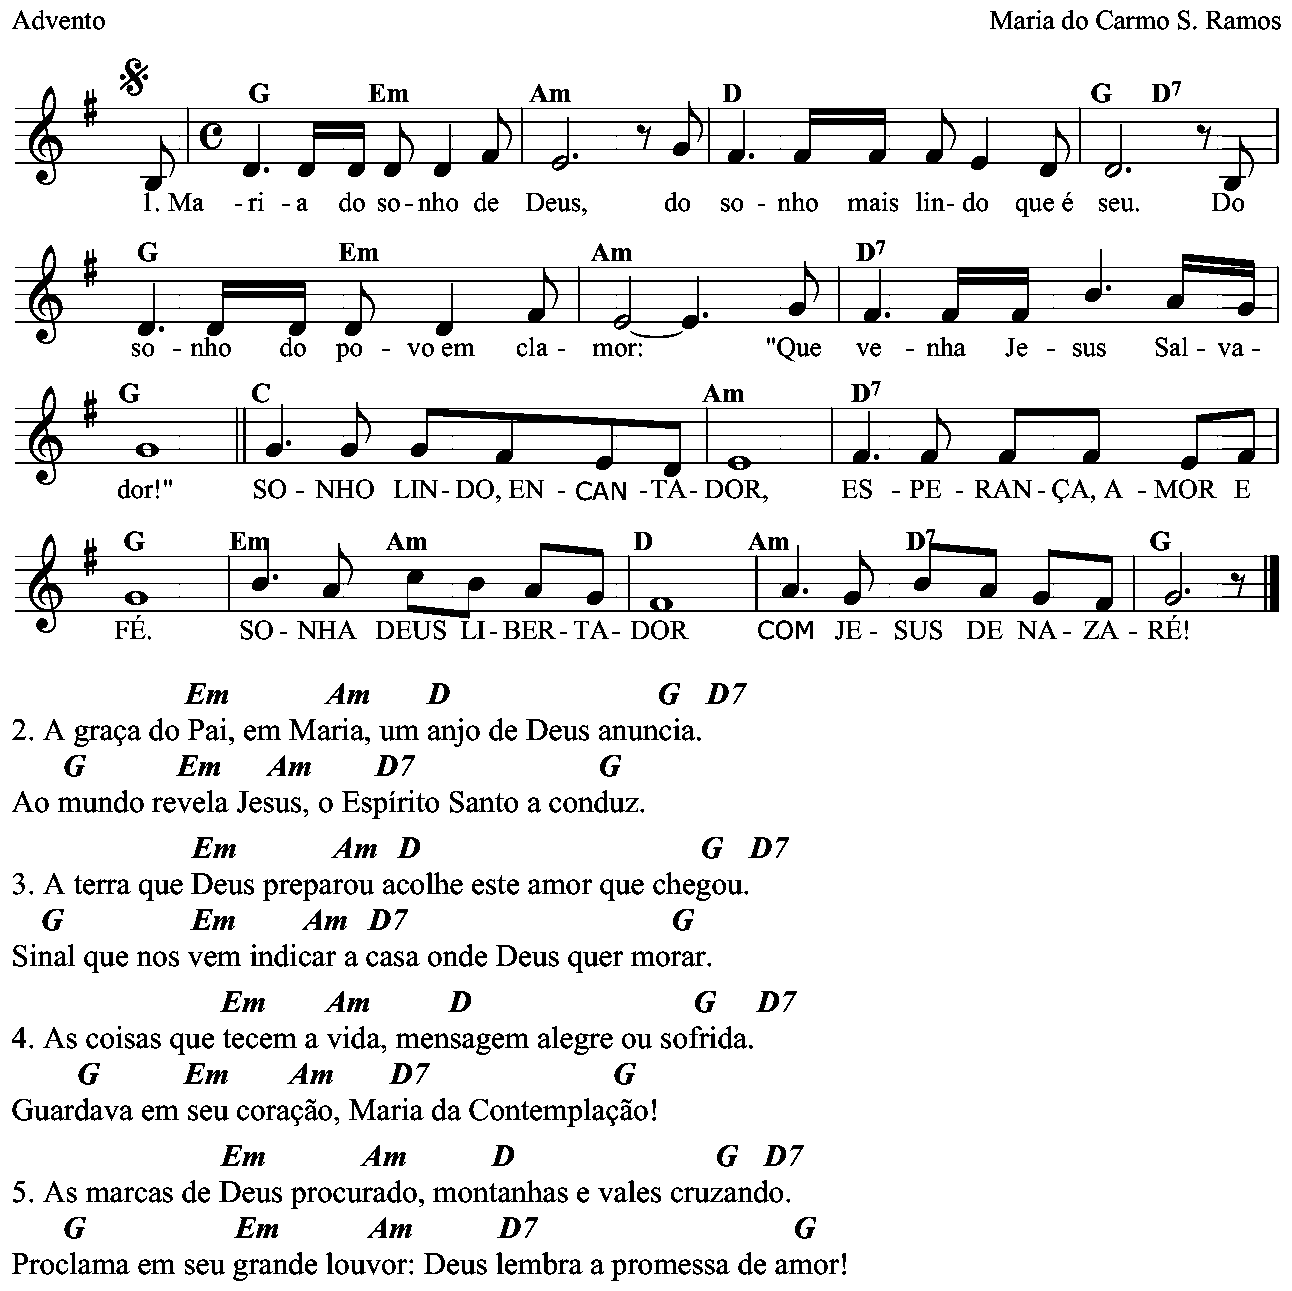 Advento Maria do Carmo S. Ramos
G Em Am D G D7
1. Ma - ri - a do so - nho de Deus, do so - nho mais lin - do que é seu. Do
G Em Am D7
so - nho do po - vo em cla - mor: "Que ve - nha Je - sus Sal - va -
G C Am D7
dor!" SO - NHO LIN - DO, EN - CAN - TA - DOR, ES - PE - RAN - ÇA, A - MOR E
G Em Am D Am D7 G
FÉ. SO - NHA DEUS LI - BER - TA - DOR COM JE - SUS DE NA - ZA - RÉ!
Em Am D G D7
2. A graça do Pai, em Maria, um anjo de Deus anuncia.
G Em Am D7 G
Ao mundo revela Jesus, o Espírito Santo a conduz.
Em Am D G D7
3. A terra que Deus preparou acolhe este amor que chegou.
G Em Am D7 G
Sinal que nos vem indicar a casa onde Deus quer morar.
Em Am D G D7
4. As coisas que tecem a vida, mensagem alegre ou sofrida.
G Em Am D7 G
Guardava em seu coração, Maria da Contemplação!
Em Am D G D7
5. As marcas de Deus procurado, montanhas e vales cruzando.
G Em Am D7 G
Proclama em seu grande louvor: Deus lembra a promessa de amor!